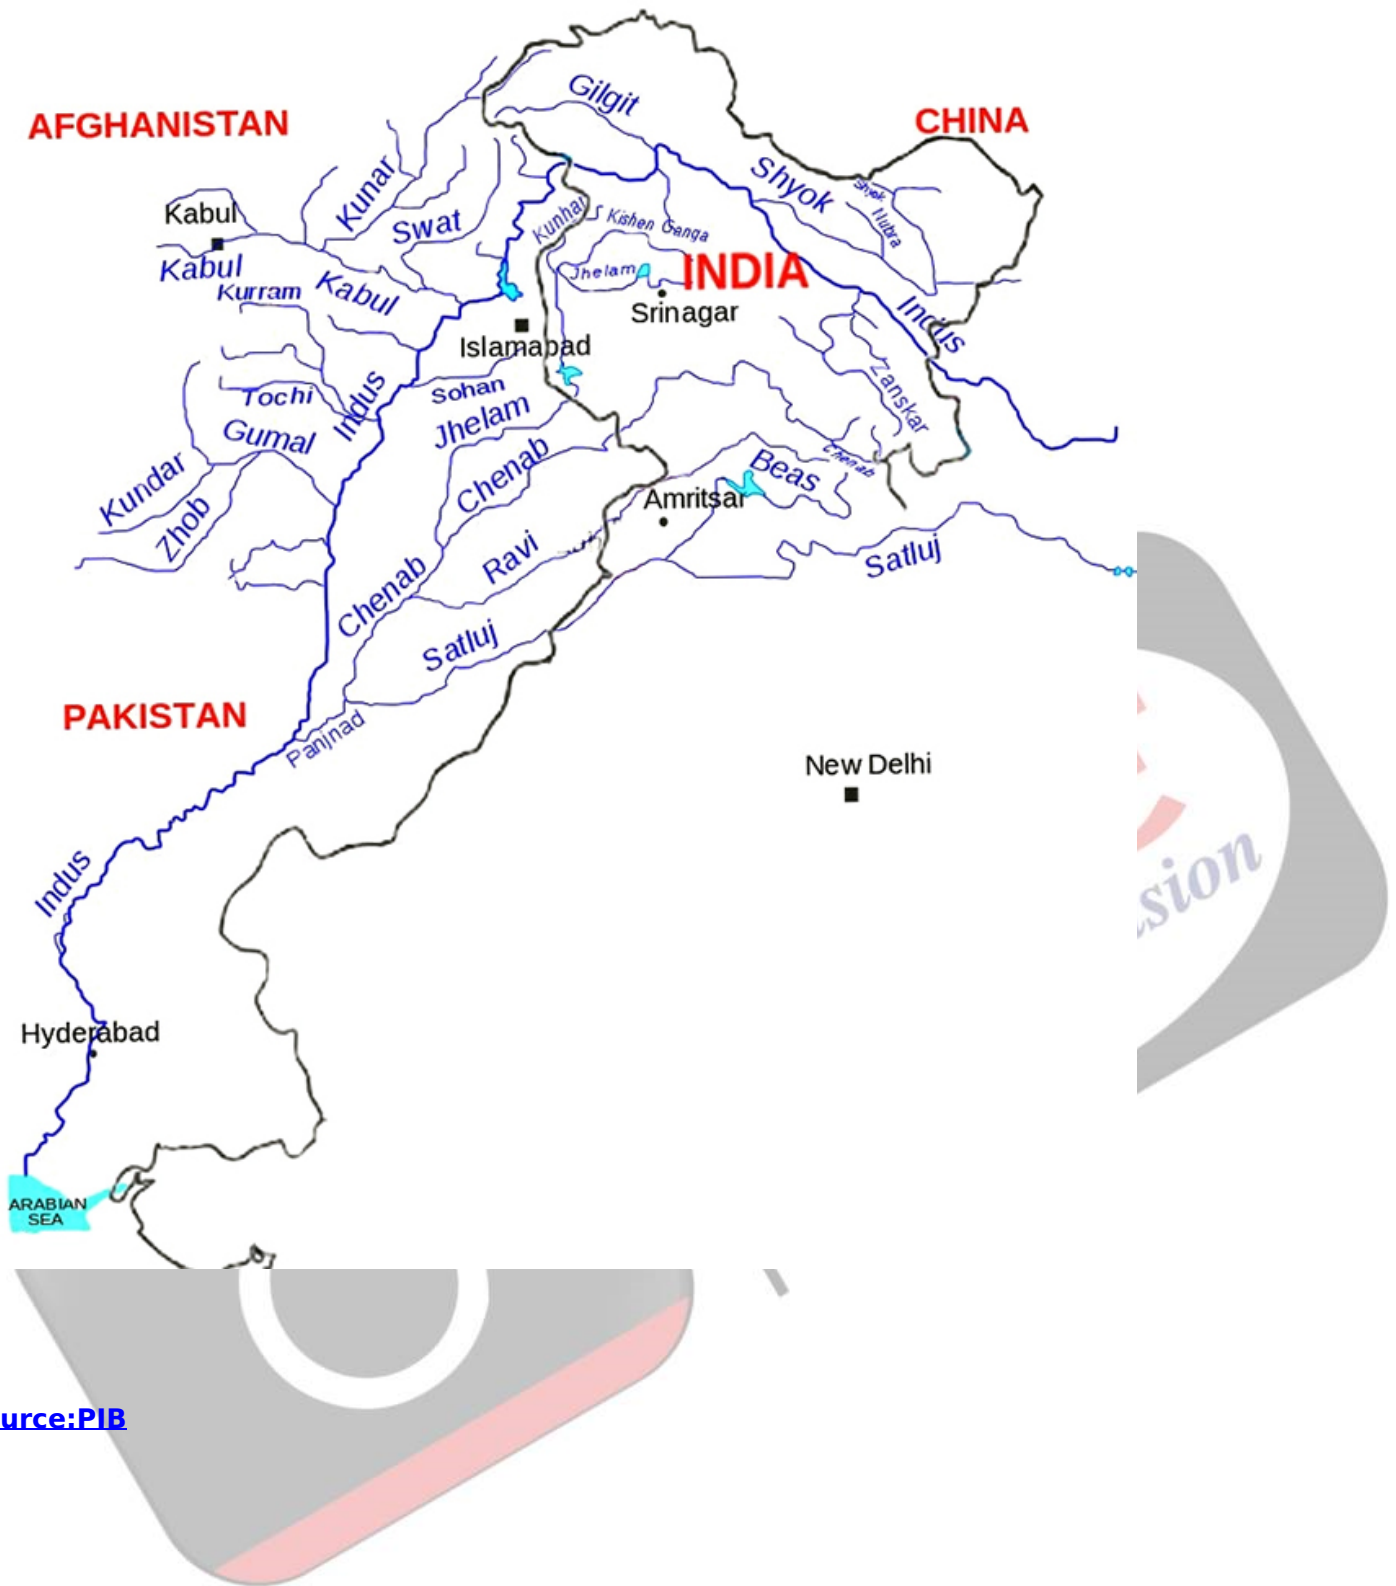 Gilgit
AFGHANISTAN
CHINA
Kunar
Shyok
Shyok
Nubra
Kabul
Swat
Kunhar
Kishen Ganga
Kabul
Jhelam
INDIA
Kurram
Kabul
Srinagar
Indus
Islamabad
Tochi
Indus
Sohan
Zanskar
Gumal
Jhelam
Chenab
Chenab
Beas
Kundar
Amritsar
Zhob
Ravi
Satluj
Chenab
Satluj
PAKISTAN
Panjnad
New Delhi
Indus
Hyderabad
ARABIAN
SEA
sion
urce:PIB